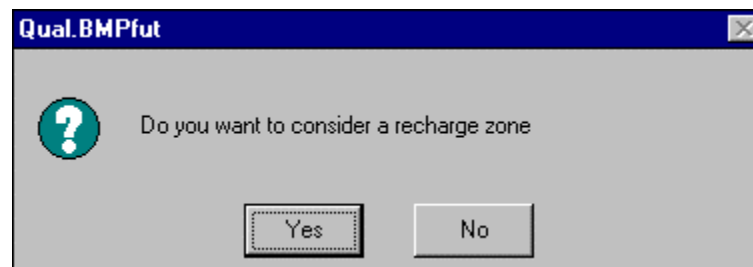 Qual.BMPfut
Do you want to consider a recharge zone
Yes No